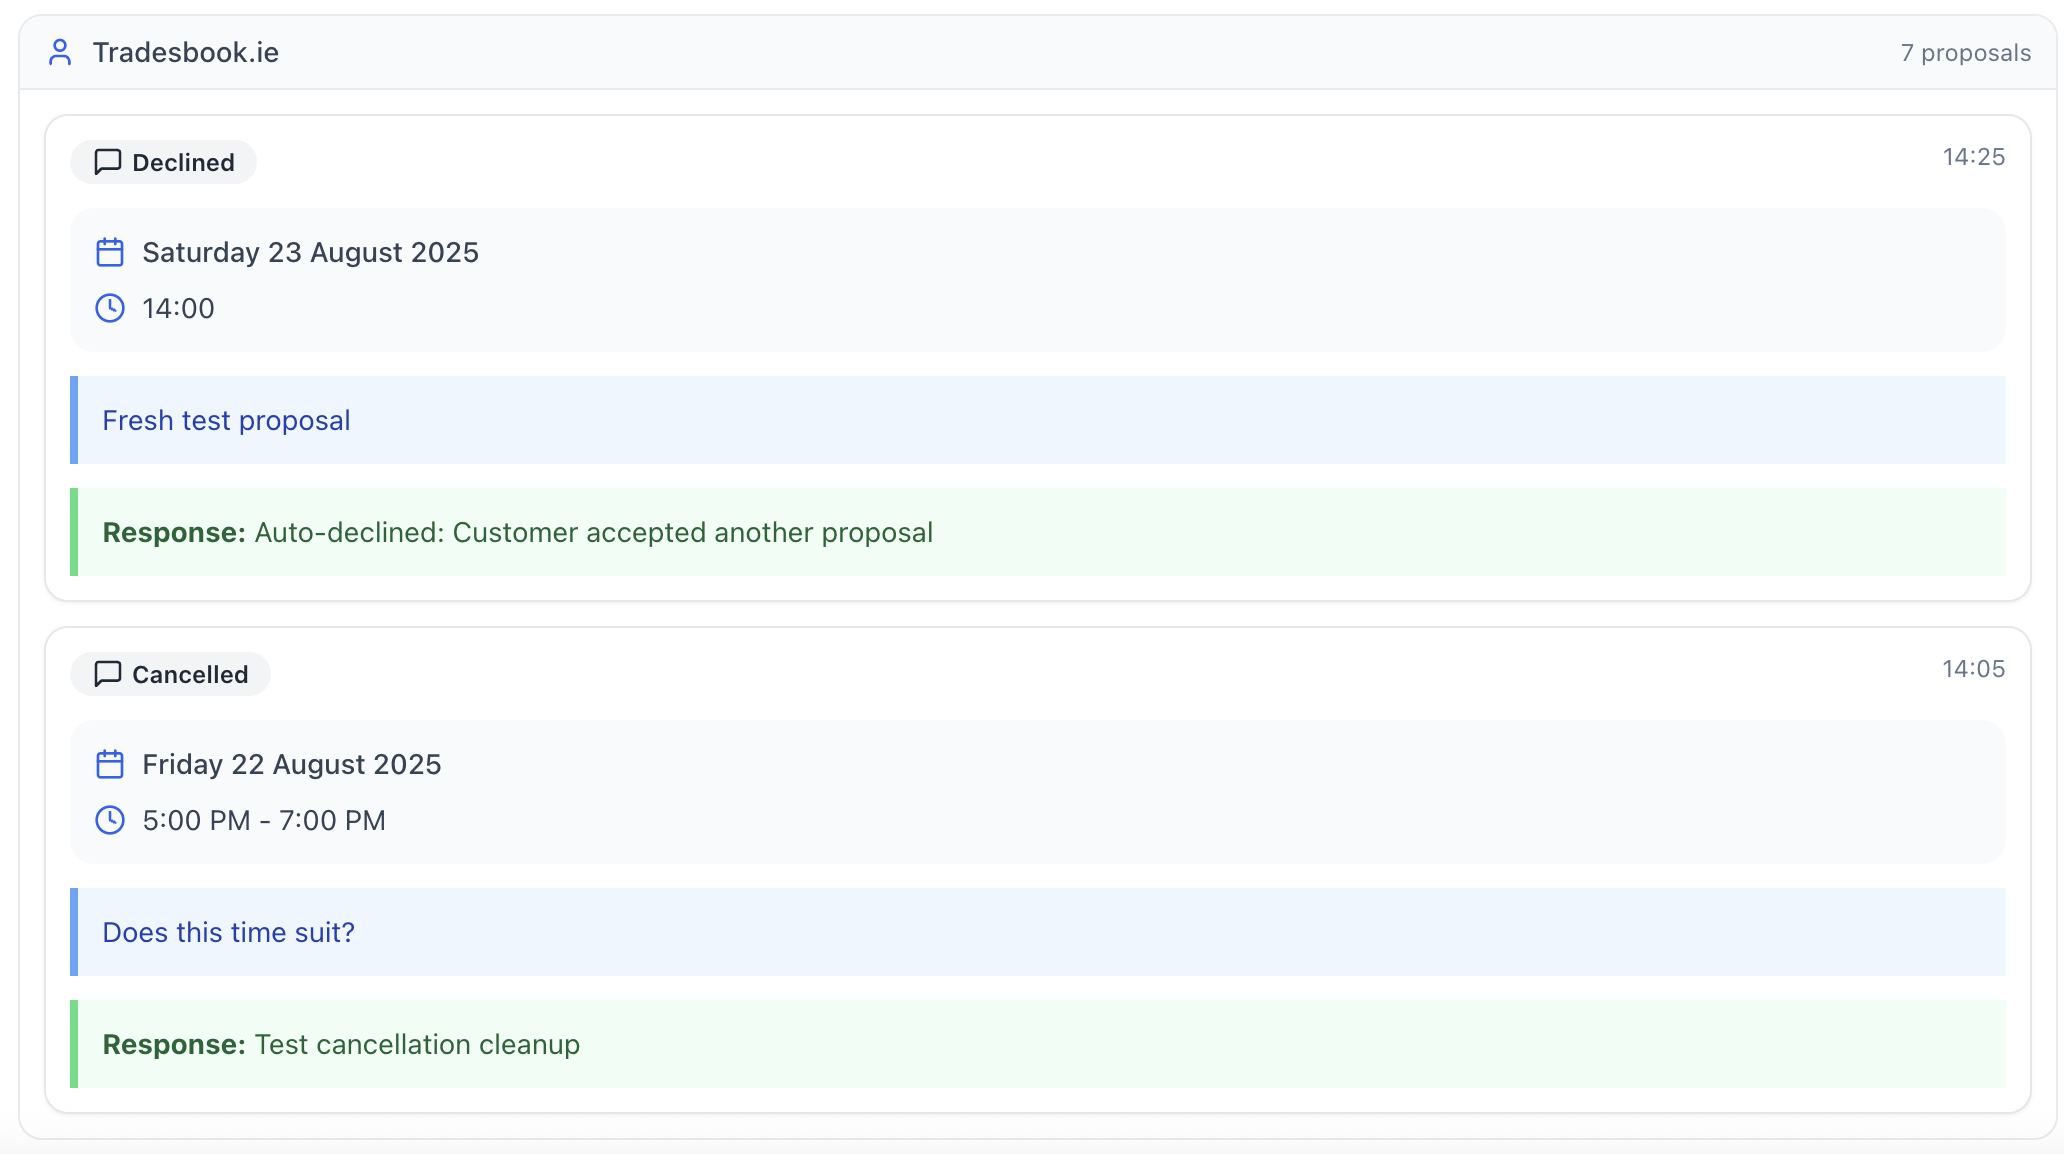 Tradesbook.ie
7 proposals
Declined
14:25
Saturday 23 August 2025
14:00
Fresh test proposal
Response: Auto-declined: Customer accepted another proposal
Cancelled
14:05
Friday 22 August 2025
5:00 PM - 7:00 PM
Does this time suit?
Response: Test cancellation cleanup